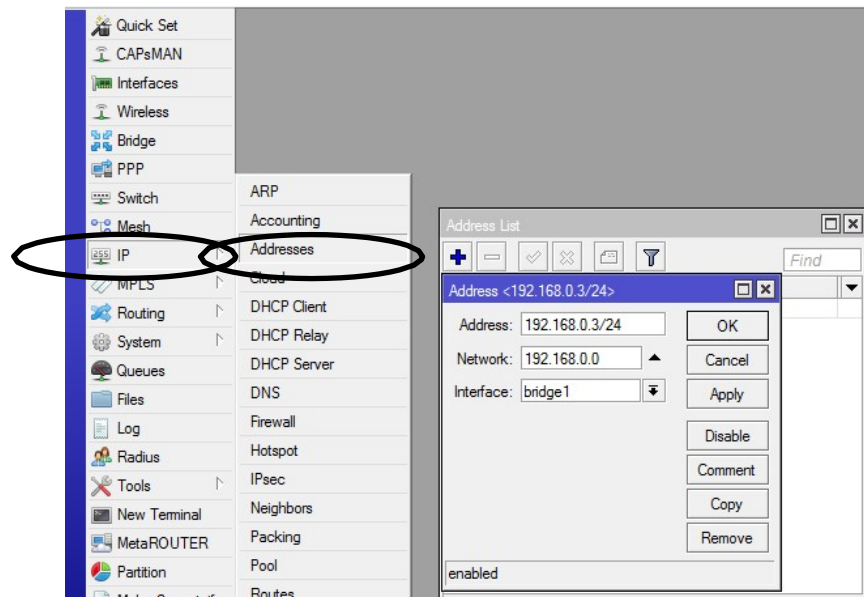 Quick Set
CAPsMAN
Interfaces
Wireless
Bridge
PPP
Switch
Mesh
255 IP
MPLS
Routing
System
Queues
Files
Log
Radius
Tools
New Terminal
MetaROUTER
Partition
ARP
Accounting
Addresses
Cloud
DHCP Client
DHCP Relay
DHCP Server
DNS
Firewall
Hotspot
IPsec
Neighbors
Packing
Pool
Routes
Address List
Find
Address <192.168.0.3/24>
Address: 192.168.0.3/24 OK
Network: 192.168.0.0 Cancel
Interface: bridge1 Apply
Disable
Comment
Copy
Remove
enabled